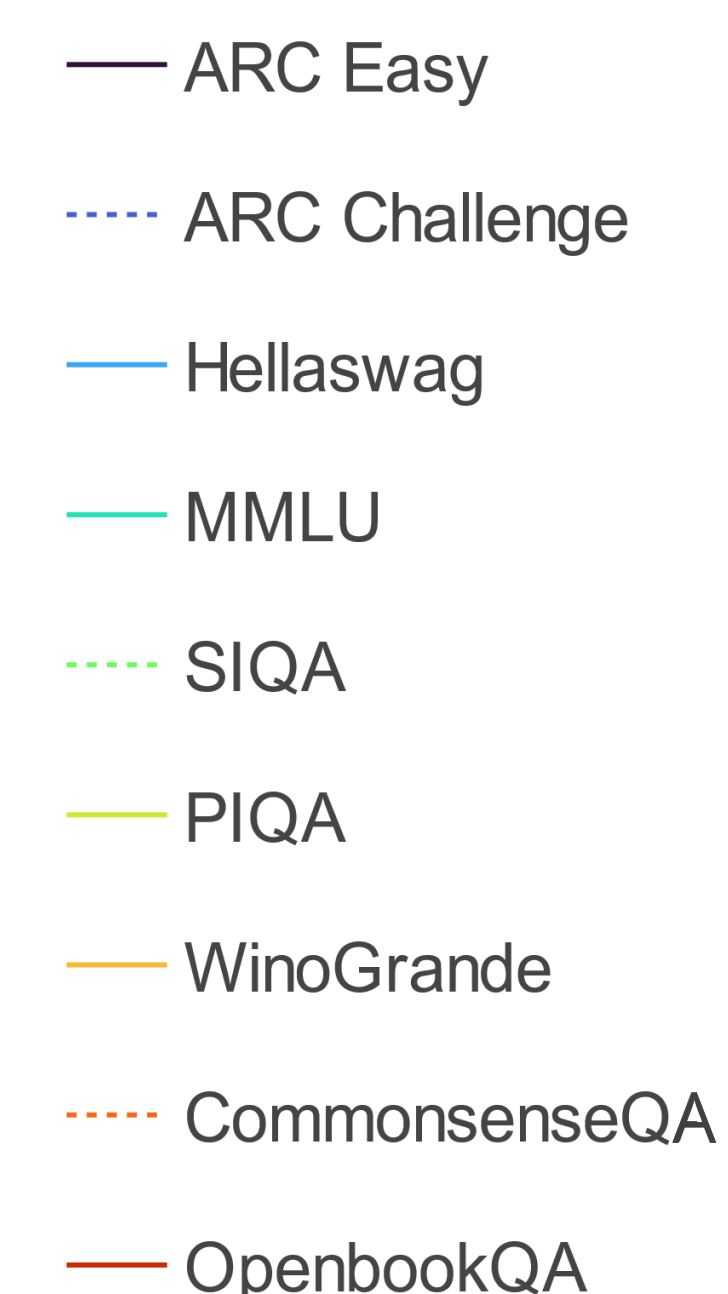 ARC Easy
ARC Challenge
Hellaswag
MMLU
SIQA
PIQA
WinoGrande
CommonsenseQA
OpenbookQA